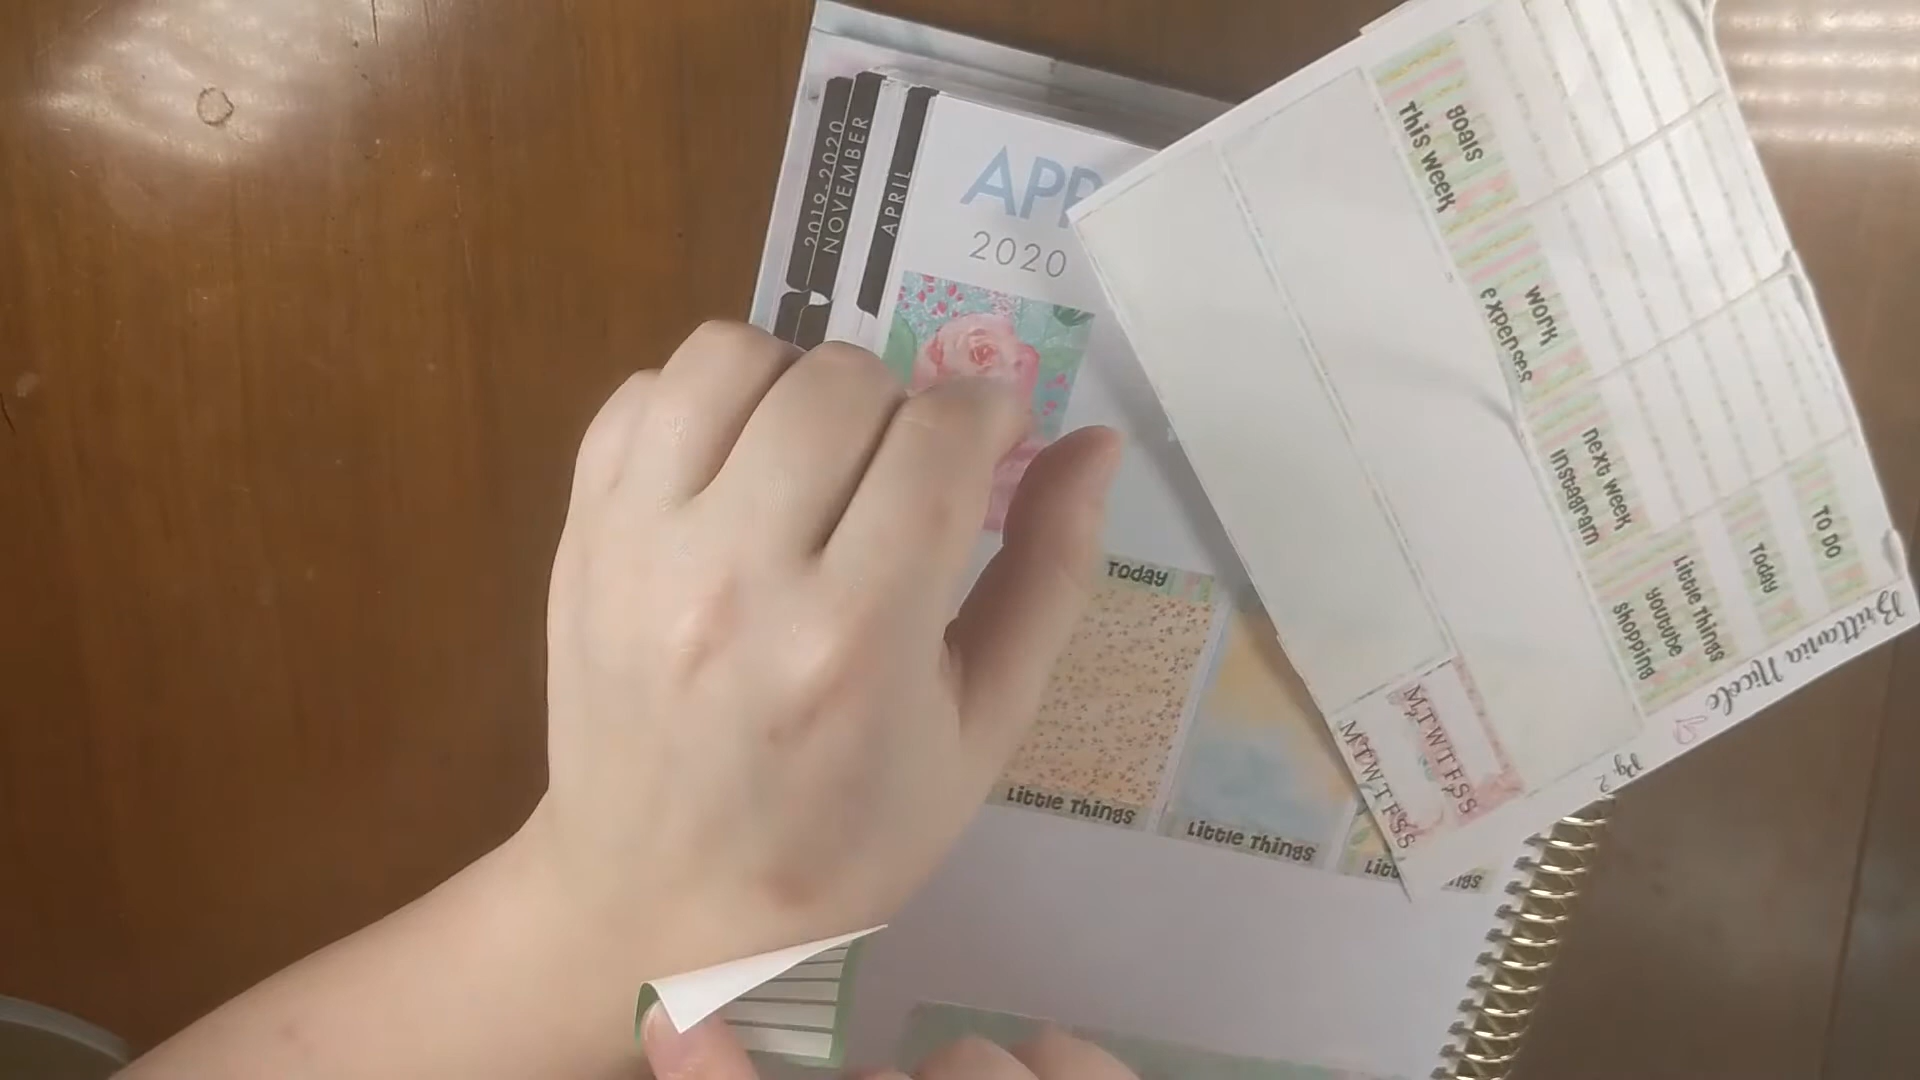 2019-2020
NOVEMBER
APRIL
2020
Today
Little Things
Little Things
goals
This week
work
expenses
next week
instagram
Little Things
youtube
shopping
Today
TO DO
Brittania Nicole
Pg. 2
MTWTFSS
MTWTFSS